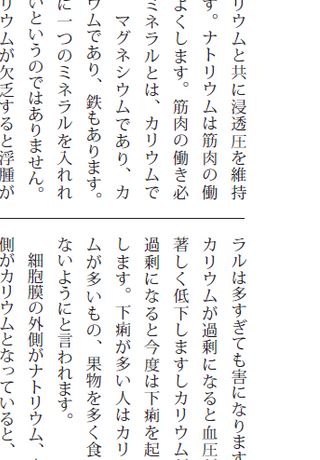 リウムと共に浸透圧を維持
す。ナトリウムは筋肉の働
よくします。筋肉の働き必
ミネラルとは、カリウムで
マグネシウムであり、カ
ウムであり、鉄もあります。
に一つのミネラルを入れれ
いというのではありません。
リウムが欠乏すると浮腫が
ラルは多すぎても害になります
カリウムが過剰になると血圧が
著しく低下しますしカリウム
過剰になると今度は下痢を起
します。下痢が多い人はカリ
ムが多いもの、果物を多く食
ないようにと言われます。
細胞膜の外側がナトリウム、
側がカリウムとなっていると、